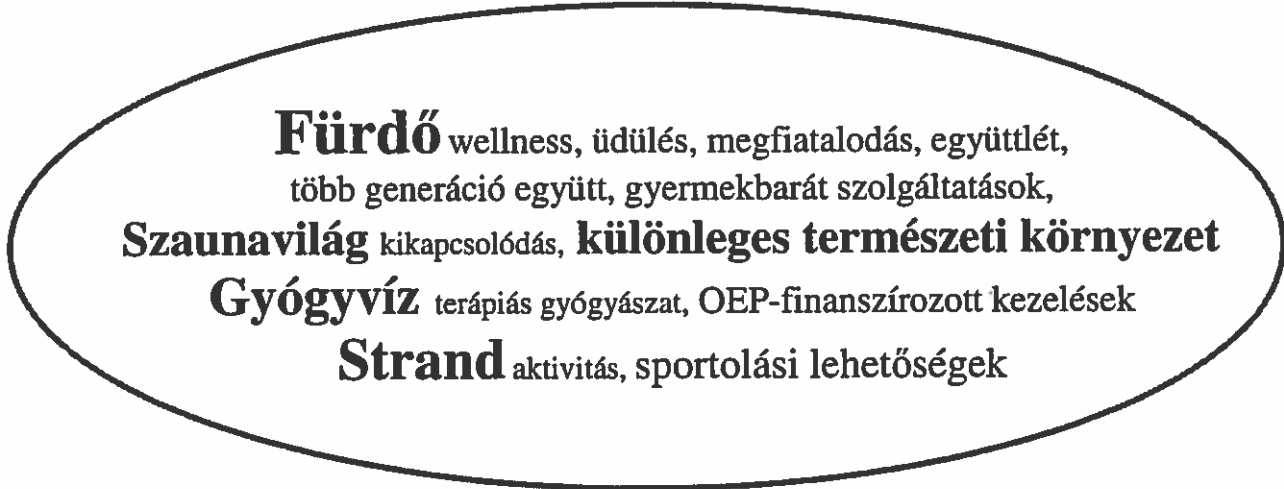 Fürdő wellness, üdülés, megfiatalodás, együttlét,
több generáció együtt, gyermekbarát szolgáltatások,
Szaunavilág kikapcsolódás, különleges természeti környezet
Gyógyvíz terápiás gyógyászat, OEP-finanszírozott kezelések
Strand aktivitás, sportolási lehetőségek